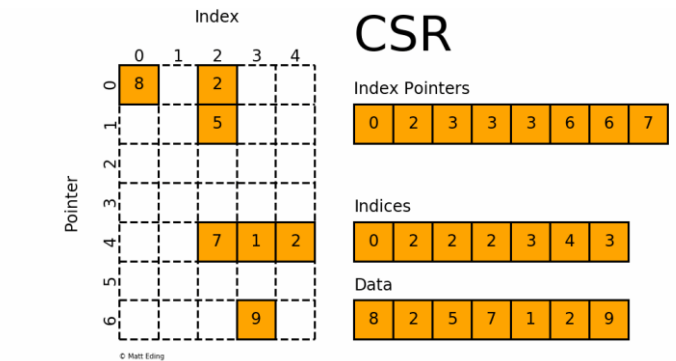 Index
0 1 2 3 4
Pointer
0 8 2
1 5
2
3
4 7 1 2
5
6 9
© Matt Eding
CSR
Index Pointers
0 2 3 3 3 6 6 7
Indices
0 2 2 2 3 4 3
Data
8 2 5 7 1 2 9